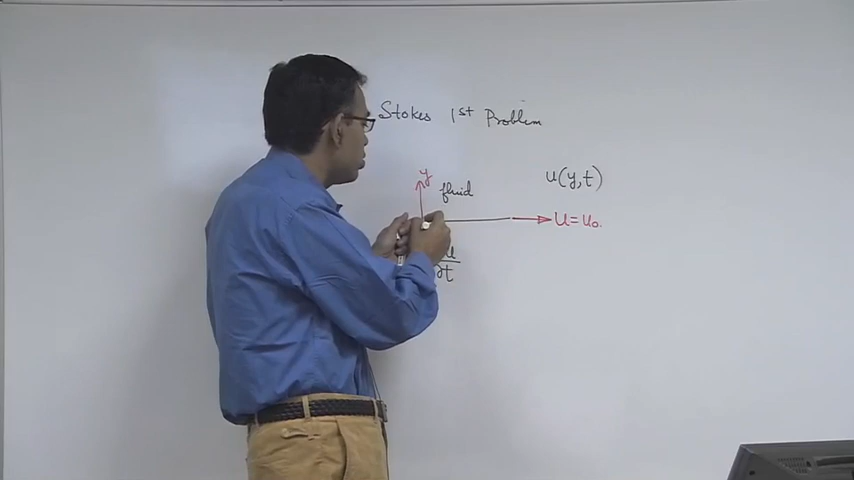 Stokes 1st Problem
y
fluid
u(y,t)
U=U₀.
∂t